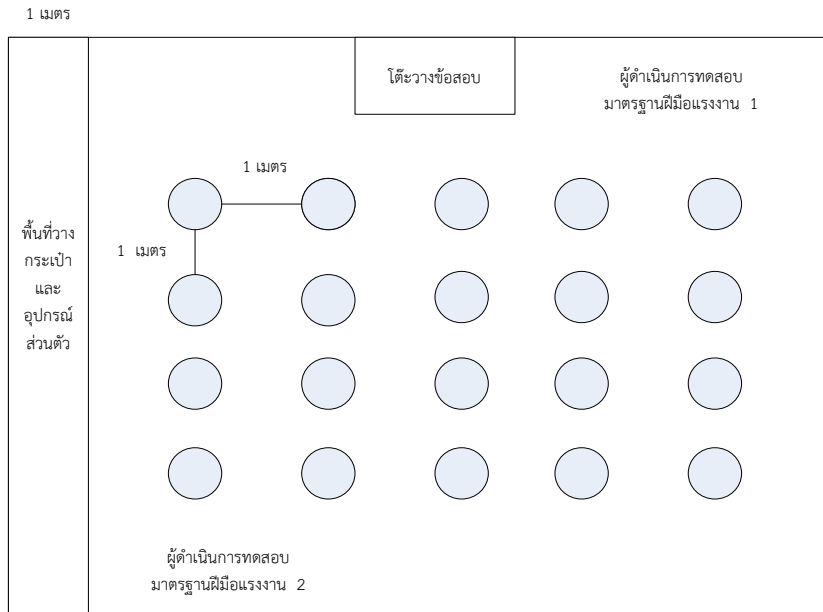 1 เมตร
โต๊ะวางข้อสอบ
ผู้ดำเนินการทดสอบ
มาตรฐานฝีมือแรงงาน 1
1 เมตร
1 เมตร
พื้นที่วาง
กระเป๋า
และ
อุปกรณ์
ส่วนตัว
ผู้ดำเนินการทดสอบ
มาตรฐานฝีมือแรงงาน 2